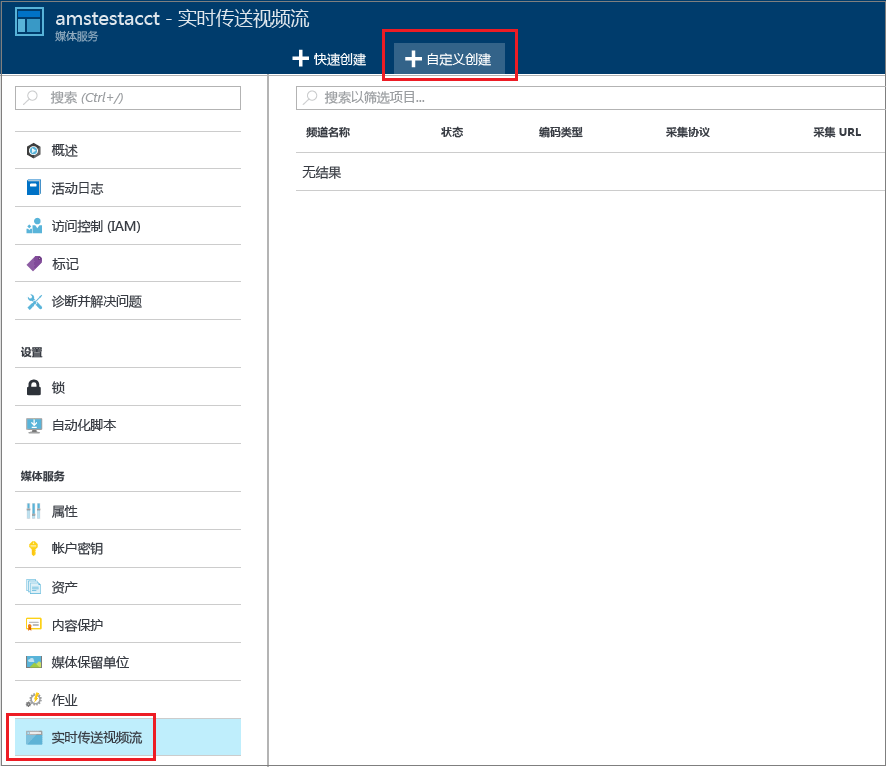 amstestacct - 实时传送视频流
媒体服务
快速创建
自定义创建
搜索 (Ctrl+/)
概述
活动日志
访问控制 (IAM)
标记
诊断并解决问题
设置
锁
自动化脚本
媒体服务
属性
帐户密钥
资产
内容保护
媒体保留单位
作业
实时传送视频流
搜索以筛选项目...
频道名称 状态 编码类型 采集协议 采集 URL
无结果